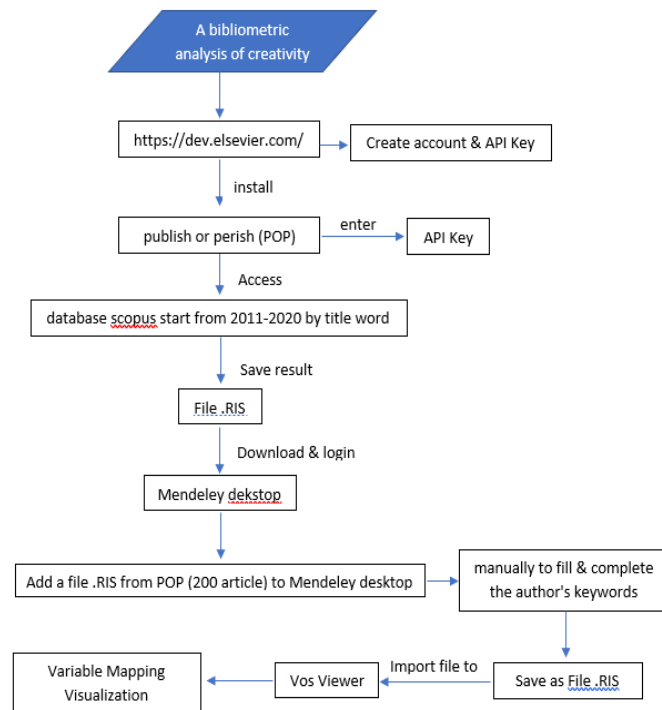 A bibliometric
analysis of creativity
https://dev.elsevier.com/
Create account & API Key
install
publish or perish (POP)
enter
API Key
Access
database scopus start from 2011-2020 by title word
Save result
File .RIS
Download & login
Mendeley dekstop
Add a file .RIS from POP (200 article) to Mendeley desktop
manually to fill & complete
the author's keywords
Variable Mapping
Visualization
Vos Viewer
Import file to
Save as File .RIS